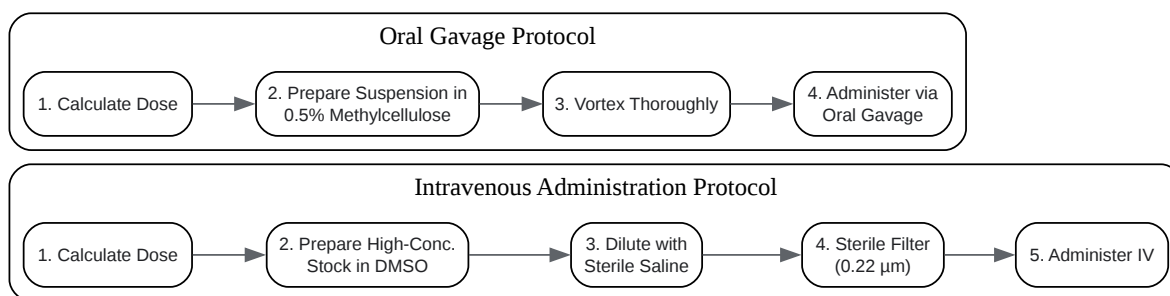 Oral Gavage Protocol
1. Calculate Dose
2. Prepare Suspension in
0.5% Methylcellulose
3. Vortex Thoroughly
4. Administer via
Oral Gavage
Intravenous Administration Protocol
1. Calculate Dose
2. Prepare High-Conc.
Stock in DMSO
3. Dilute with
Sterile Saline
4. Sterile Filter
(0.22 µm)
5. Administer IV